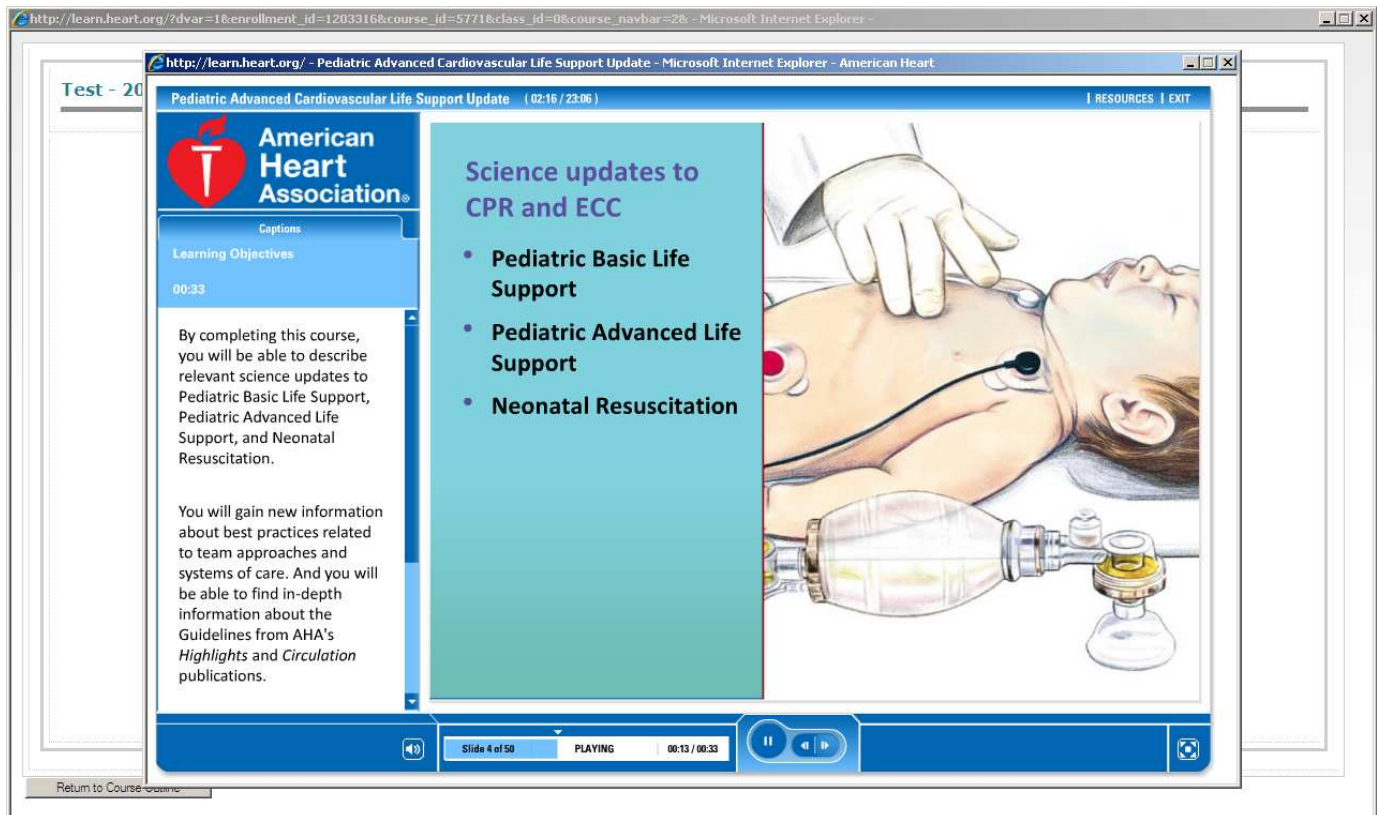 http://learn.heart.org/?dvar=1&enrollment_id=1203316&course_id=5771&class_id=0&course_navbar=2& - Microsoft Internet Explorer -
http://learn.heart.org/ - Pediatric Advanced Cardiovascular Life Support Update - Microsoft Internet Explorer - American Heart
Test - 20
Pediatric Advanced Cardiovascular Life Support Update ( 02:16 / 23:06 )
| RESOURCES | EXIT
American
Heart
Association®
Captions
Learning Objectives
00:33
By completing this course,
you will be able to describe
relevant science updates to
Pediatric Basic Life Support,
Pediatric Advanced Life
Support, and Neonatal
Resuscitation.
You will gain new information
about best practices related
to team approaches and
systems of care. And you will
be able to find in-depth
information about the
Guidelines from AHA's
Highlights and Circulation
publications.
Science updates to
CPR and ECC
• Pediatric Basic Life
Support
• Pediatric Advanced Life
Support
• Neonatal Resuscitation
Slide 4 of 50 PLAYING 00:13 / 00:33
Return to Course Outline